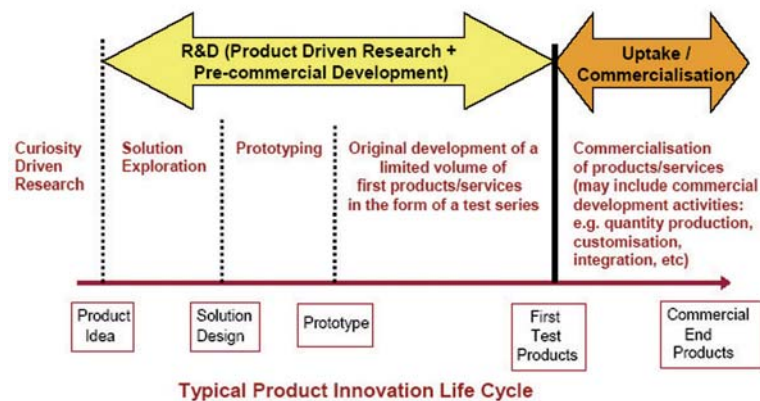 R&D (Product Driven Research +
Pre-commercial Development)
Uptake /
Commercialisation
Curiosity
Driven
Research
Solution
Exploration
Prototyping
Original development of a
limited volume of
first products/services
in the form of a test series
Commercialisation
of products/services
(may include commercial
development activities:
e.g. quantity production,
customisation,
integration, etc)
Product
Idea
Solution
Design
Prototype
First
Test
Products
Commercial
End
Products
Typical Product Innovation Life Cycle